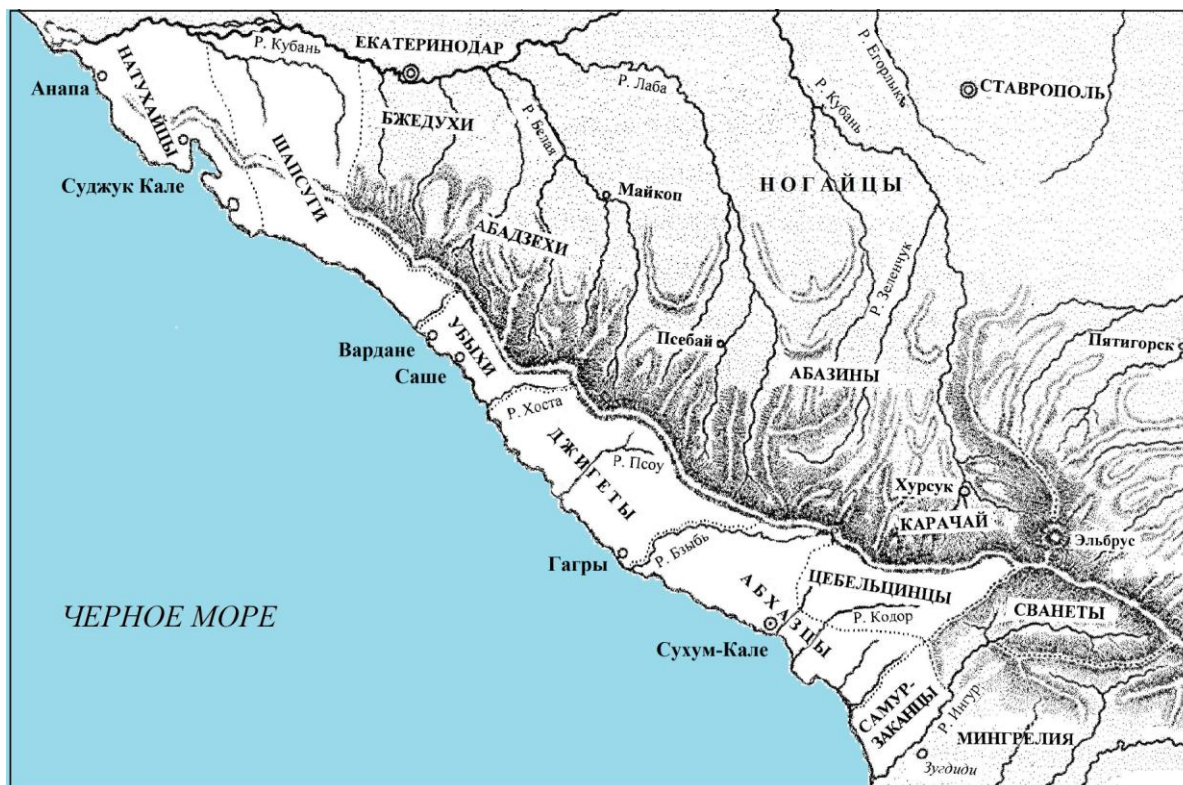 Р. Кубань
ЕКАТЕРИНОДАР
Р. Егорлыкъ
СТАВРОПОЛЬ
Анапа
НАТУХАЙЦЫ
Р. Лаба
Р. Кубань
БЖЕДУХИ
Р. Белая
Суджук Кале
ШАПСУГИ
Майкоп
НОГАЙЦЫ
АБАДЗЕХИ
Р. Зеленчук
Вардане
УБЫХИ
Псебай
Пятигорск
Саше
АБАЗИНЫ
Р. Хоста
ДЖИГЕТЫ
Р. Псоу
Хурсук
КАРАЧАЙ
Эльбрус
Гагры
Р. Бзыбь
ЦЕБЕЛЬЦИНЦЫ
АБХАЗЦЫ
СВАНЕТЫ
ЧЕРНОЕ МОРЕ
Р. Кодор
Сухум-Кале
САМУР-
ЗАКАНЦЫ
Р. Ингур
МИНГРЕЛИЯ
Зугдиди